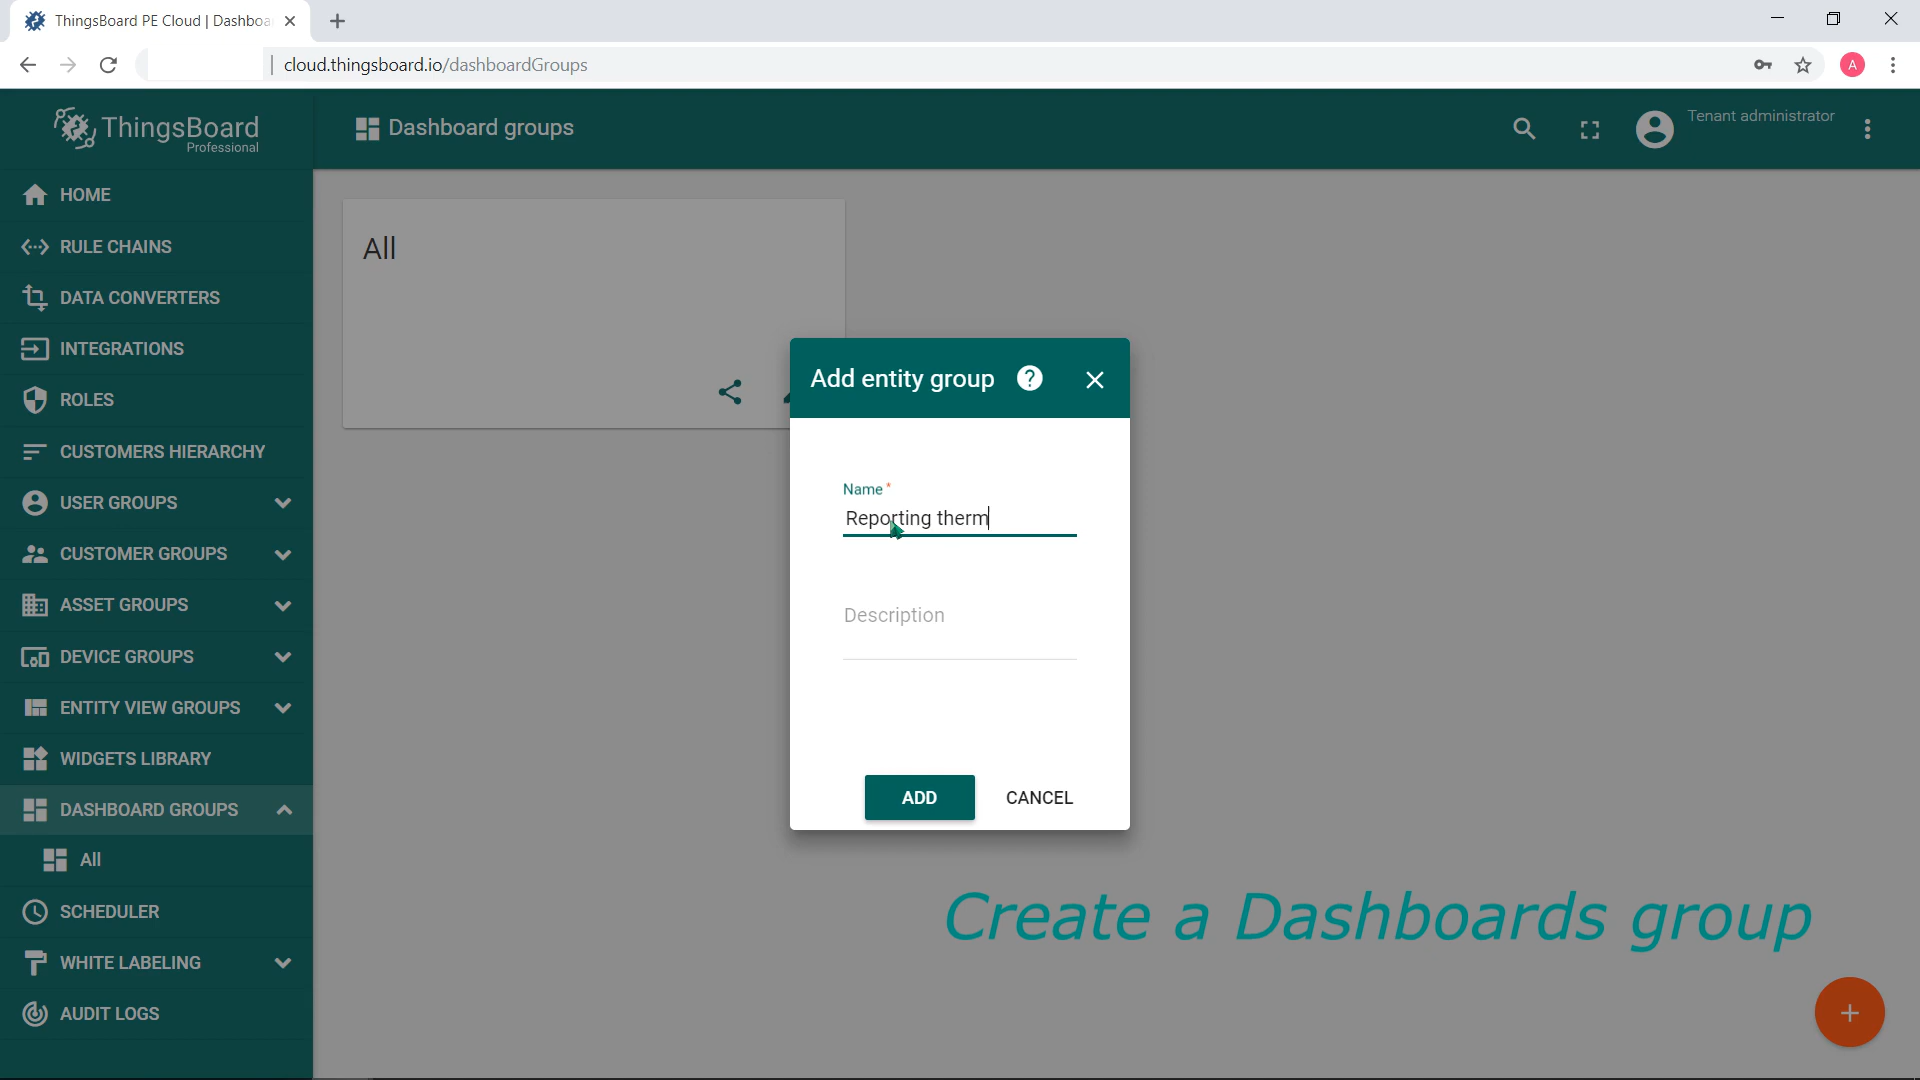 ThingsBoard PE Cloud | Dashboa
cloud.thingsboard.io/dashboardGroups
A
ThingsBoard
Professional
Dashboard groups
Tenant administrator
HOME
RULE CHAINS
DATA CONVERTERS
INTEGRATIONS
ROLES
CUSTOMERS HIERARCHY
USER GROUPS
CUSTOMER GROUPS
ASSET GROUPS
DEVICE GROUPS
ENTITY VIEW GROUPS
WIDGETS LIBRARY
DASHBOARD GROUPS
All
SCHEDULER
WHITE LABELING
AUDIT LOGS
All
Add entity group
Name *
Reporting therm
Description
ADD CANCEL
Create a Dashboards group